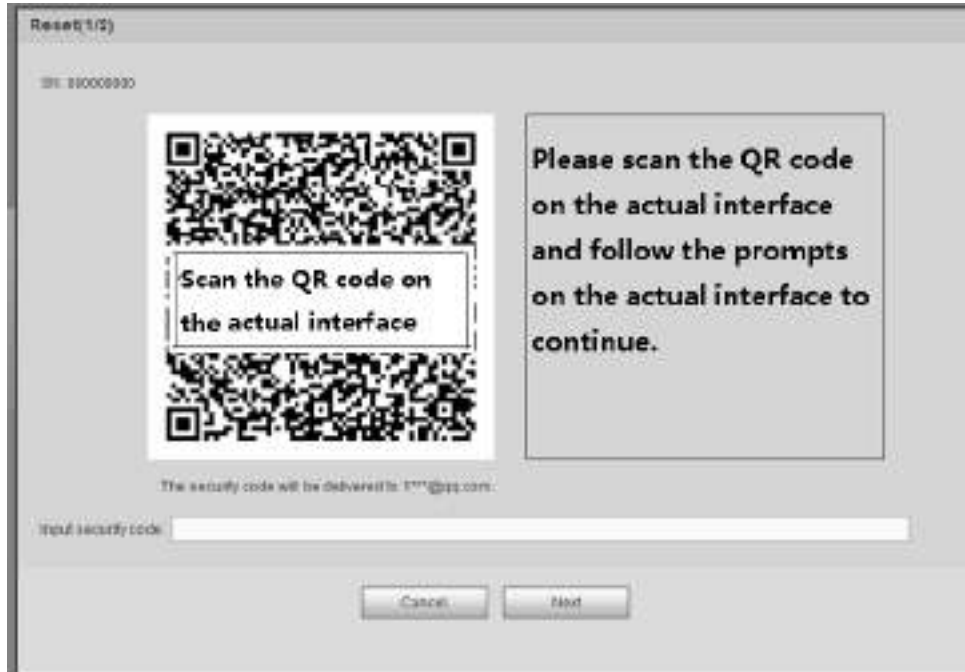 Reset(1/2)
SN: 000000000
Scan the QR code on
the actual interface
Please scan the QR code
on the actual interface
and follow the prompts
on the actual interface to
continue.
The security code will be delivered to 1***@qq.com
Input security code
Cancel
Next